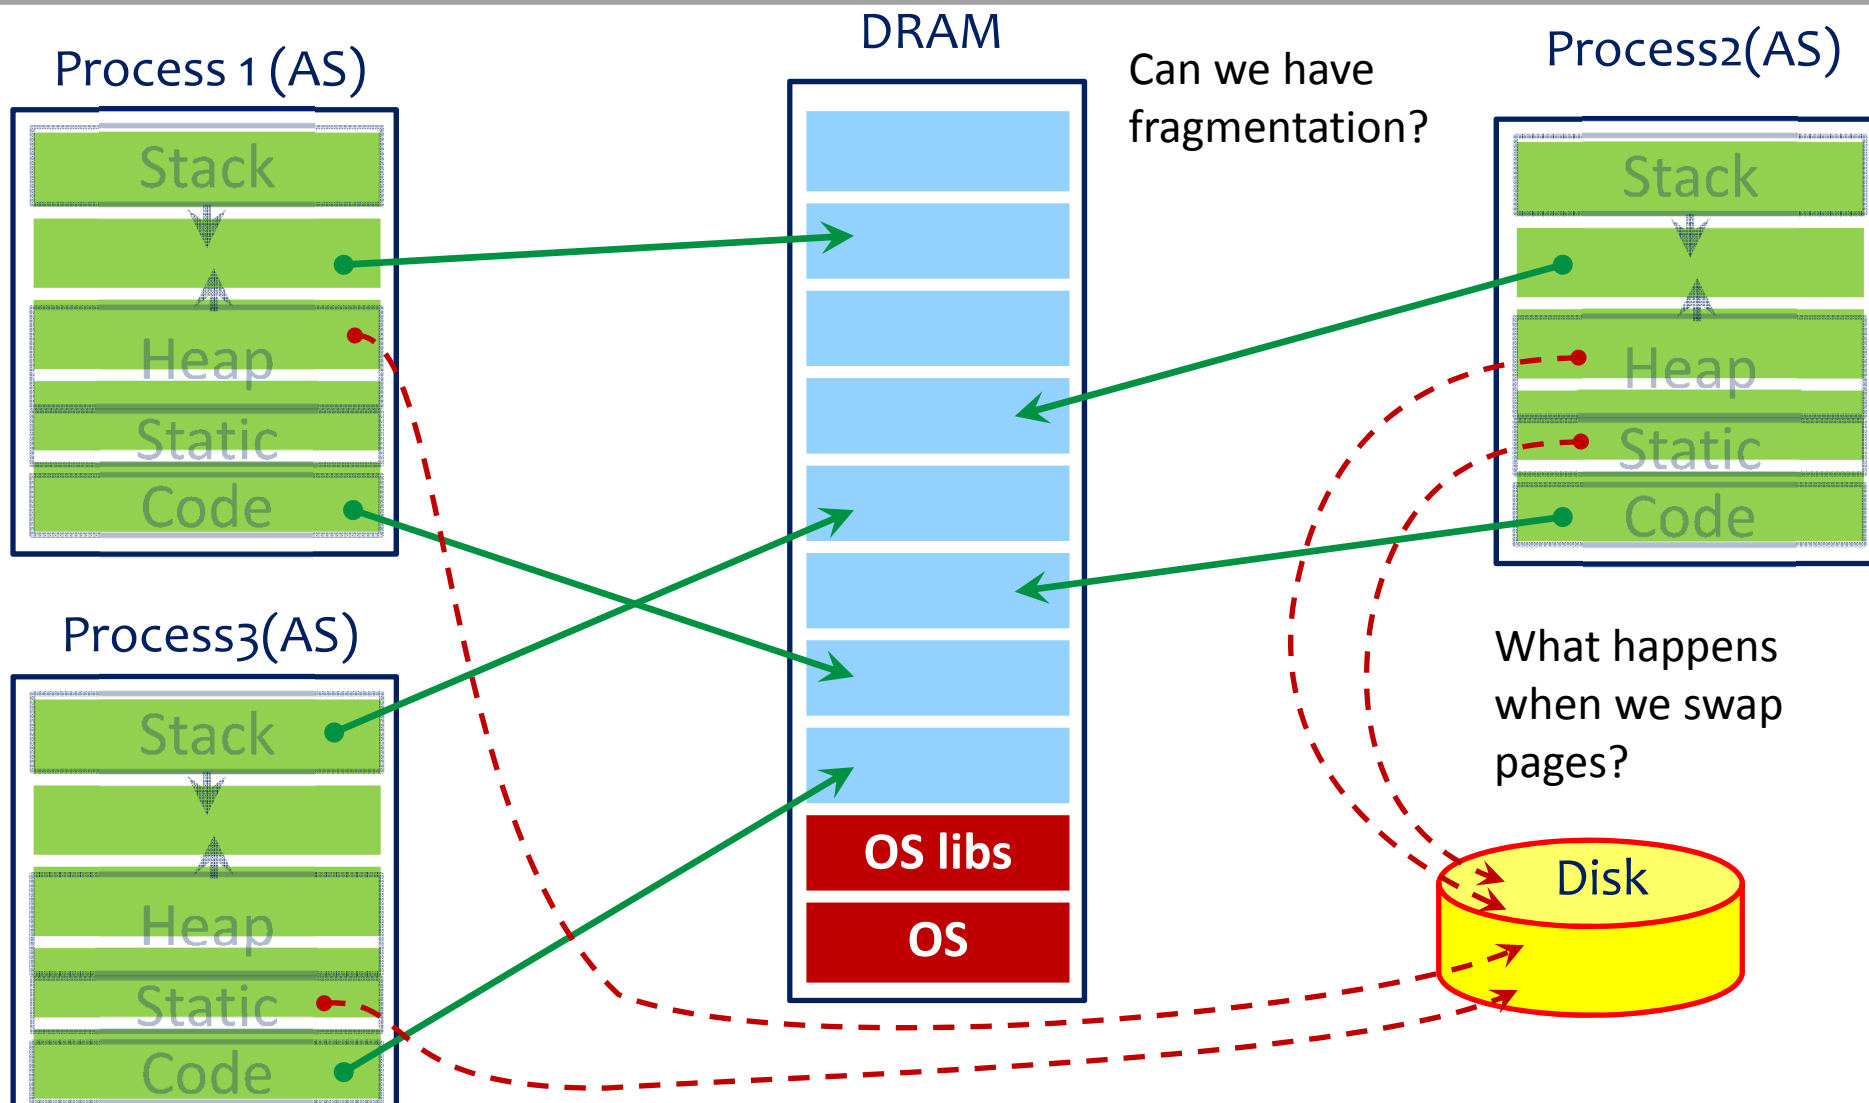 DRAM
Process 1 (AS)
Can we have
fragmentation?
Process2(AS)
Stack
Heap
Static
Code
Stack
Heap
Static
Code
Process3(AS)
Stack
Heap
Static
Code
OS libs
OS
What happens
when we swap
pages?
Disk